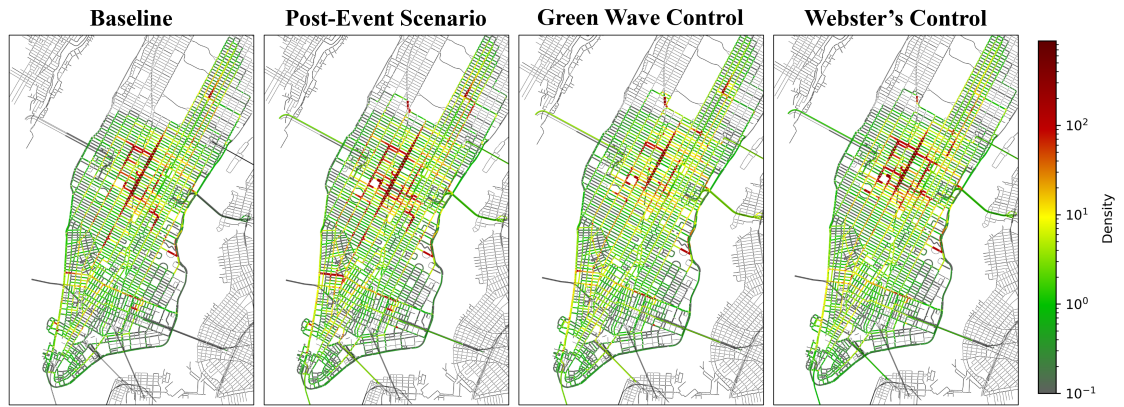 Baseline
Post-Event Scenario
Green Wave Control
Webster's Control
10²
10¹
10⁰
10⁻¹
Density